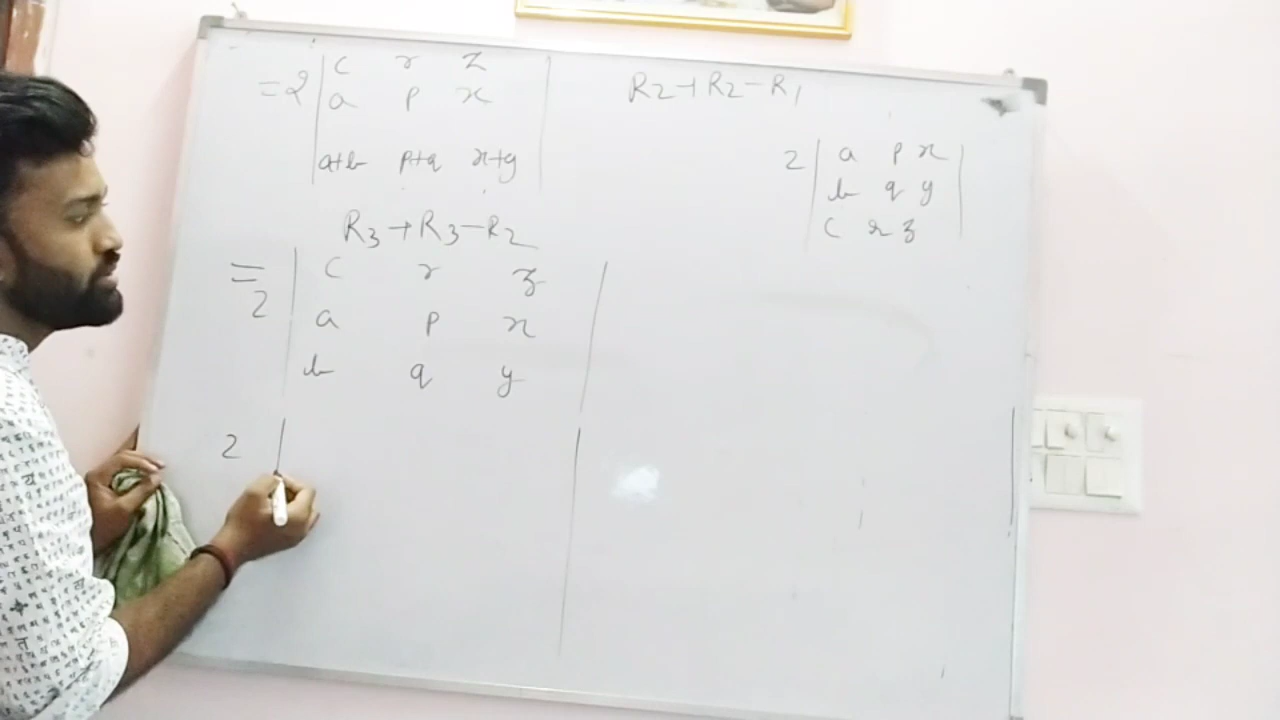 = 2 | c r z |
| a p x |
| a+b p+q x+y |
R3 → R3 - R2
= 2 | c r z |
| a p x |
| b q y |
2 |
R2 → R2 - R1
2 | a p x |
| b q y |
| c r z |